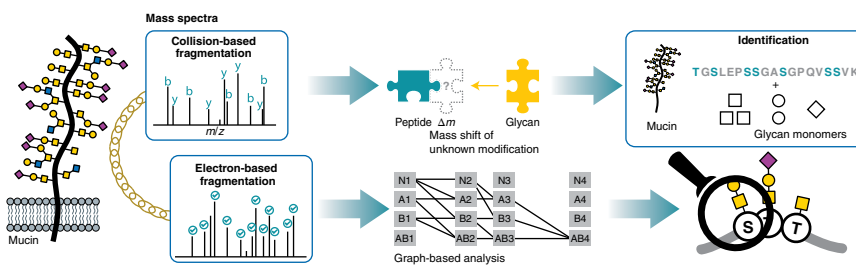 Mass spectra
Collision-based
fragmentation
b
y
b
y
y
b
y
b
y
b
m/z
Electron-based
fragmentation
Mucin
?
Peptide Δm Glycan
Mass shift of
unknown modification
N1 N2 N3 N4
A1 A2 A3 A4
B1 B2 B3 B4
AB1 AB2 AB3 AB4
Graph-based analysis
Identification
TGSLEPSSGASGPQVSSVK
+
Mucin
Glycan monomers
S T